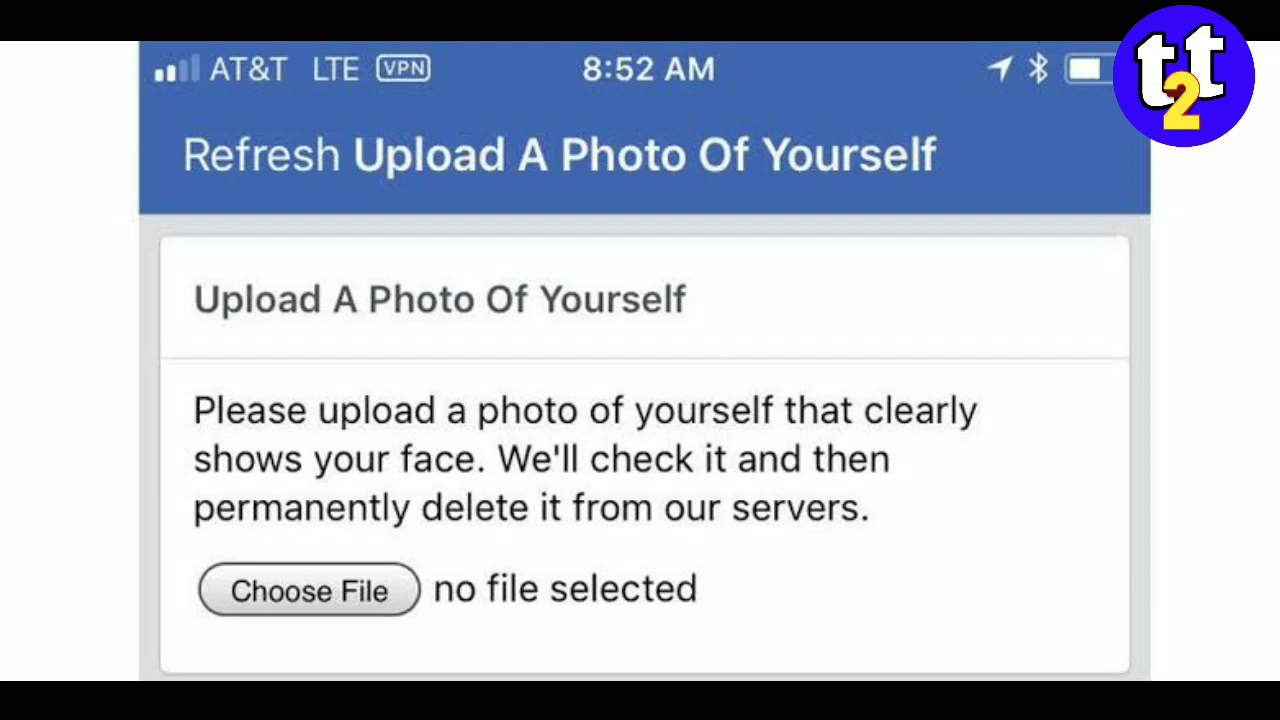 AT&T LTE VPN 8:52 AM
t2t
Refresh Upload A Photo Of Yourself
Upload A Photo Of Yourself
Please upload a photo of yourself that clearly
shows your face. We'll check it and then
permanently delete it from our servers.
Choose File no file selected